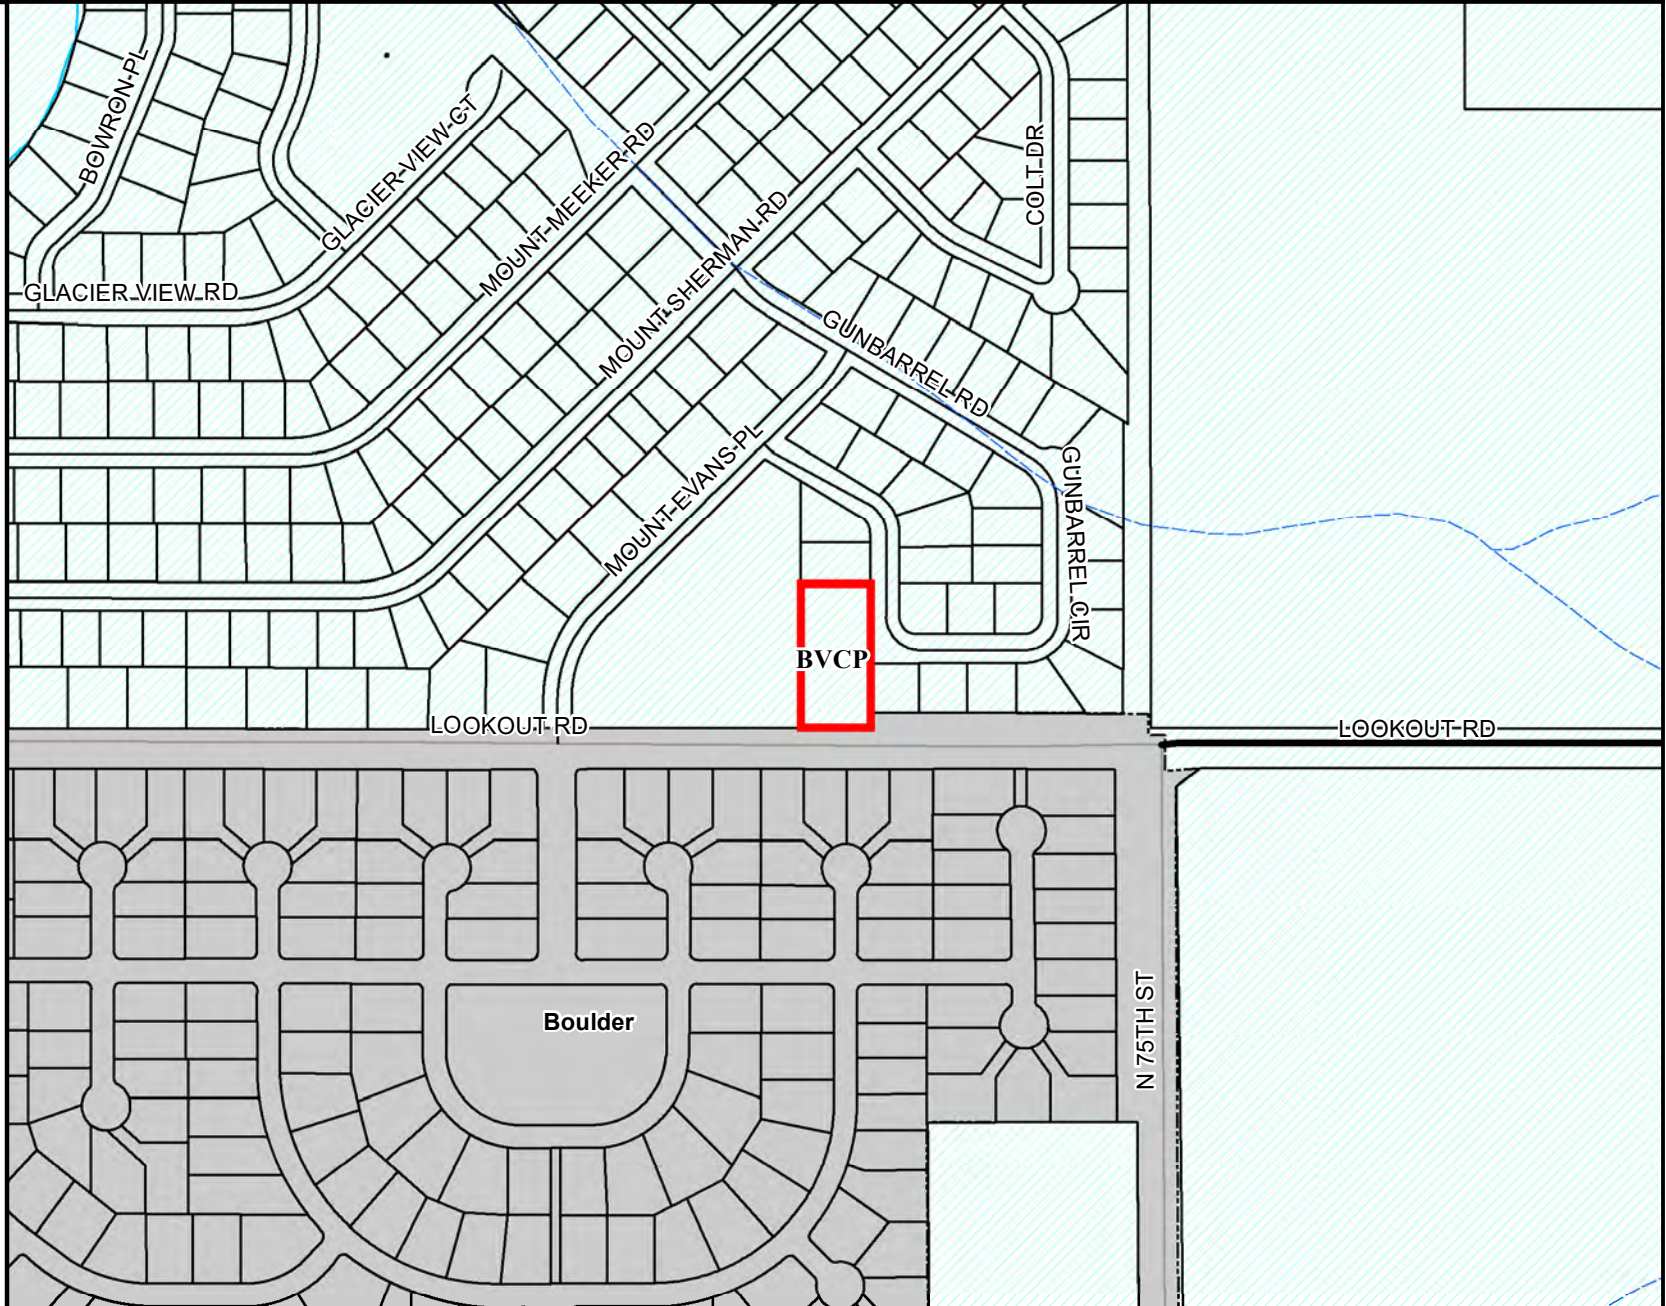 BOWRON PL
GLACIER VIEW CT
MOUNT MEEKER RD
COLT DR
MOUNT SHERMAN RD
GLACIER VIEW RD
GUNBARREL RD
MOUNT EVANS PL
GUNBARREL CIR
BVCP
LOOKOUT RD
LOOKOUT RD
Boulder
N 75TH ST